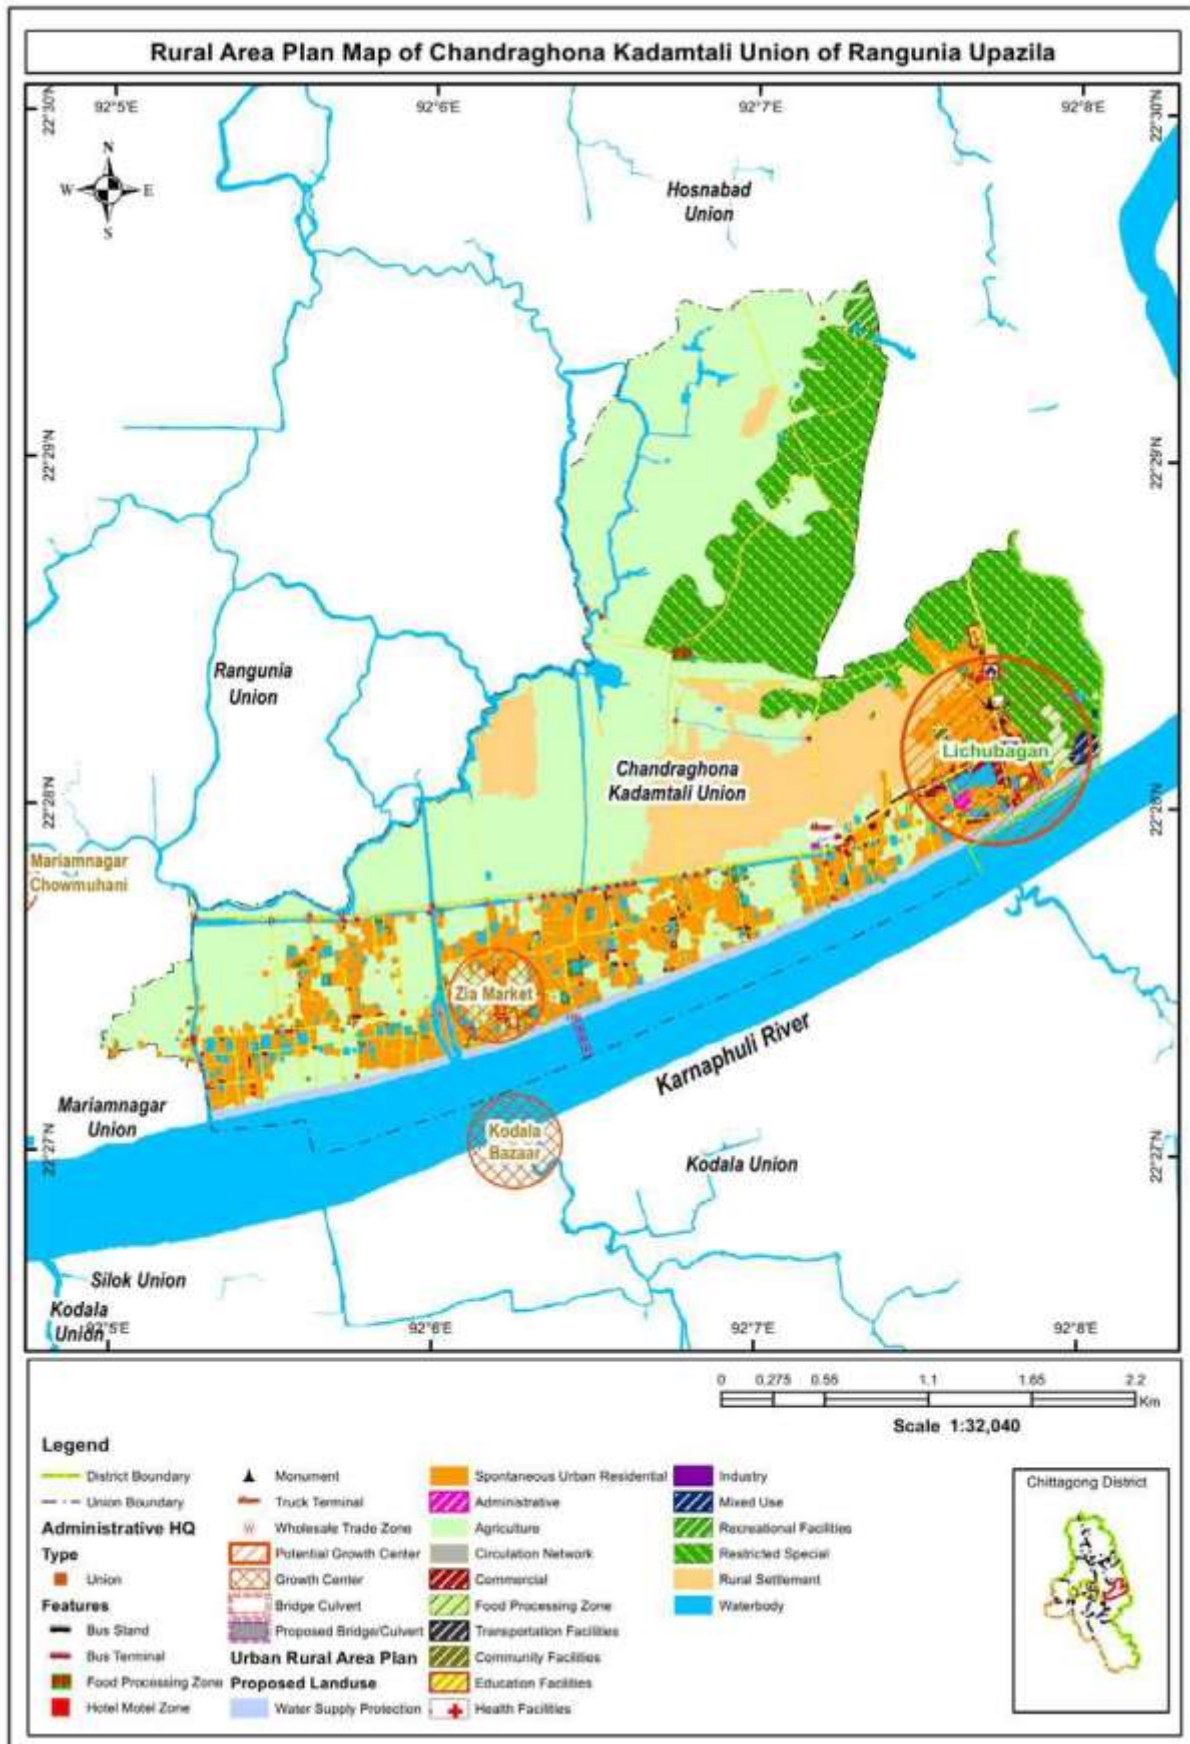 Rural Area Plan Map of Chandraghona Kadamtali Union of Rangunia Upazila
92°5'E
92°6'E
92°7'E
92°8'E
22°30'N
22°30'N
N
W
E
S
Hosnabad
Union
22°29'N
22°29'N
Rangunia
Union
Lichubagan
Chandraghona
Kadamtali Union
22°28'N
22°28'N
Mariamnagar
Chowmuhani
Zia Market
Karnaphuli River
Mariamnagar
Union
Kodala
Bazaar
22°27'N
22°27'N
Kodala Union
Silok Union
Kodala
Union
92°5'E
92°6'E
92°7'E
92°8'E
0 0.275 0.55 1.1 1.65 2.2
Km
Scale 1:32,040
Legend
District Boundary
Union Boundary
Administrative HQ
Type
Union
Features
Bus Stand
Bus Terminal
Food Processing Zone
Hotel Motel Zone
Monument
Truck Terminal
Wholesale Trade Zone
Potential Growth Center
Growth Center
Bridge Culvert
Proposed Bridge/Culvert
Urban Rural Area Plan
Proposed Landuse
Water Supply Protection
Spontaneous Urban Residential
Administrative
Agriculture
Circulation Network
Commercial
Food Processing Zone
Transportation Facilities
Community Facilities
Education Facilities
Health Facilities
Industry
Mixed Use
Recreational Facilities
Restricted Special
Rural Settlement
Waterbody
Chittagong District